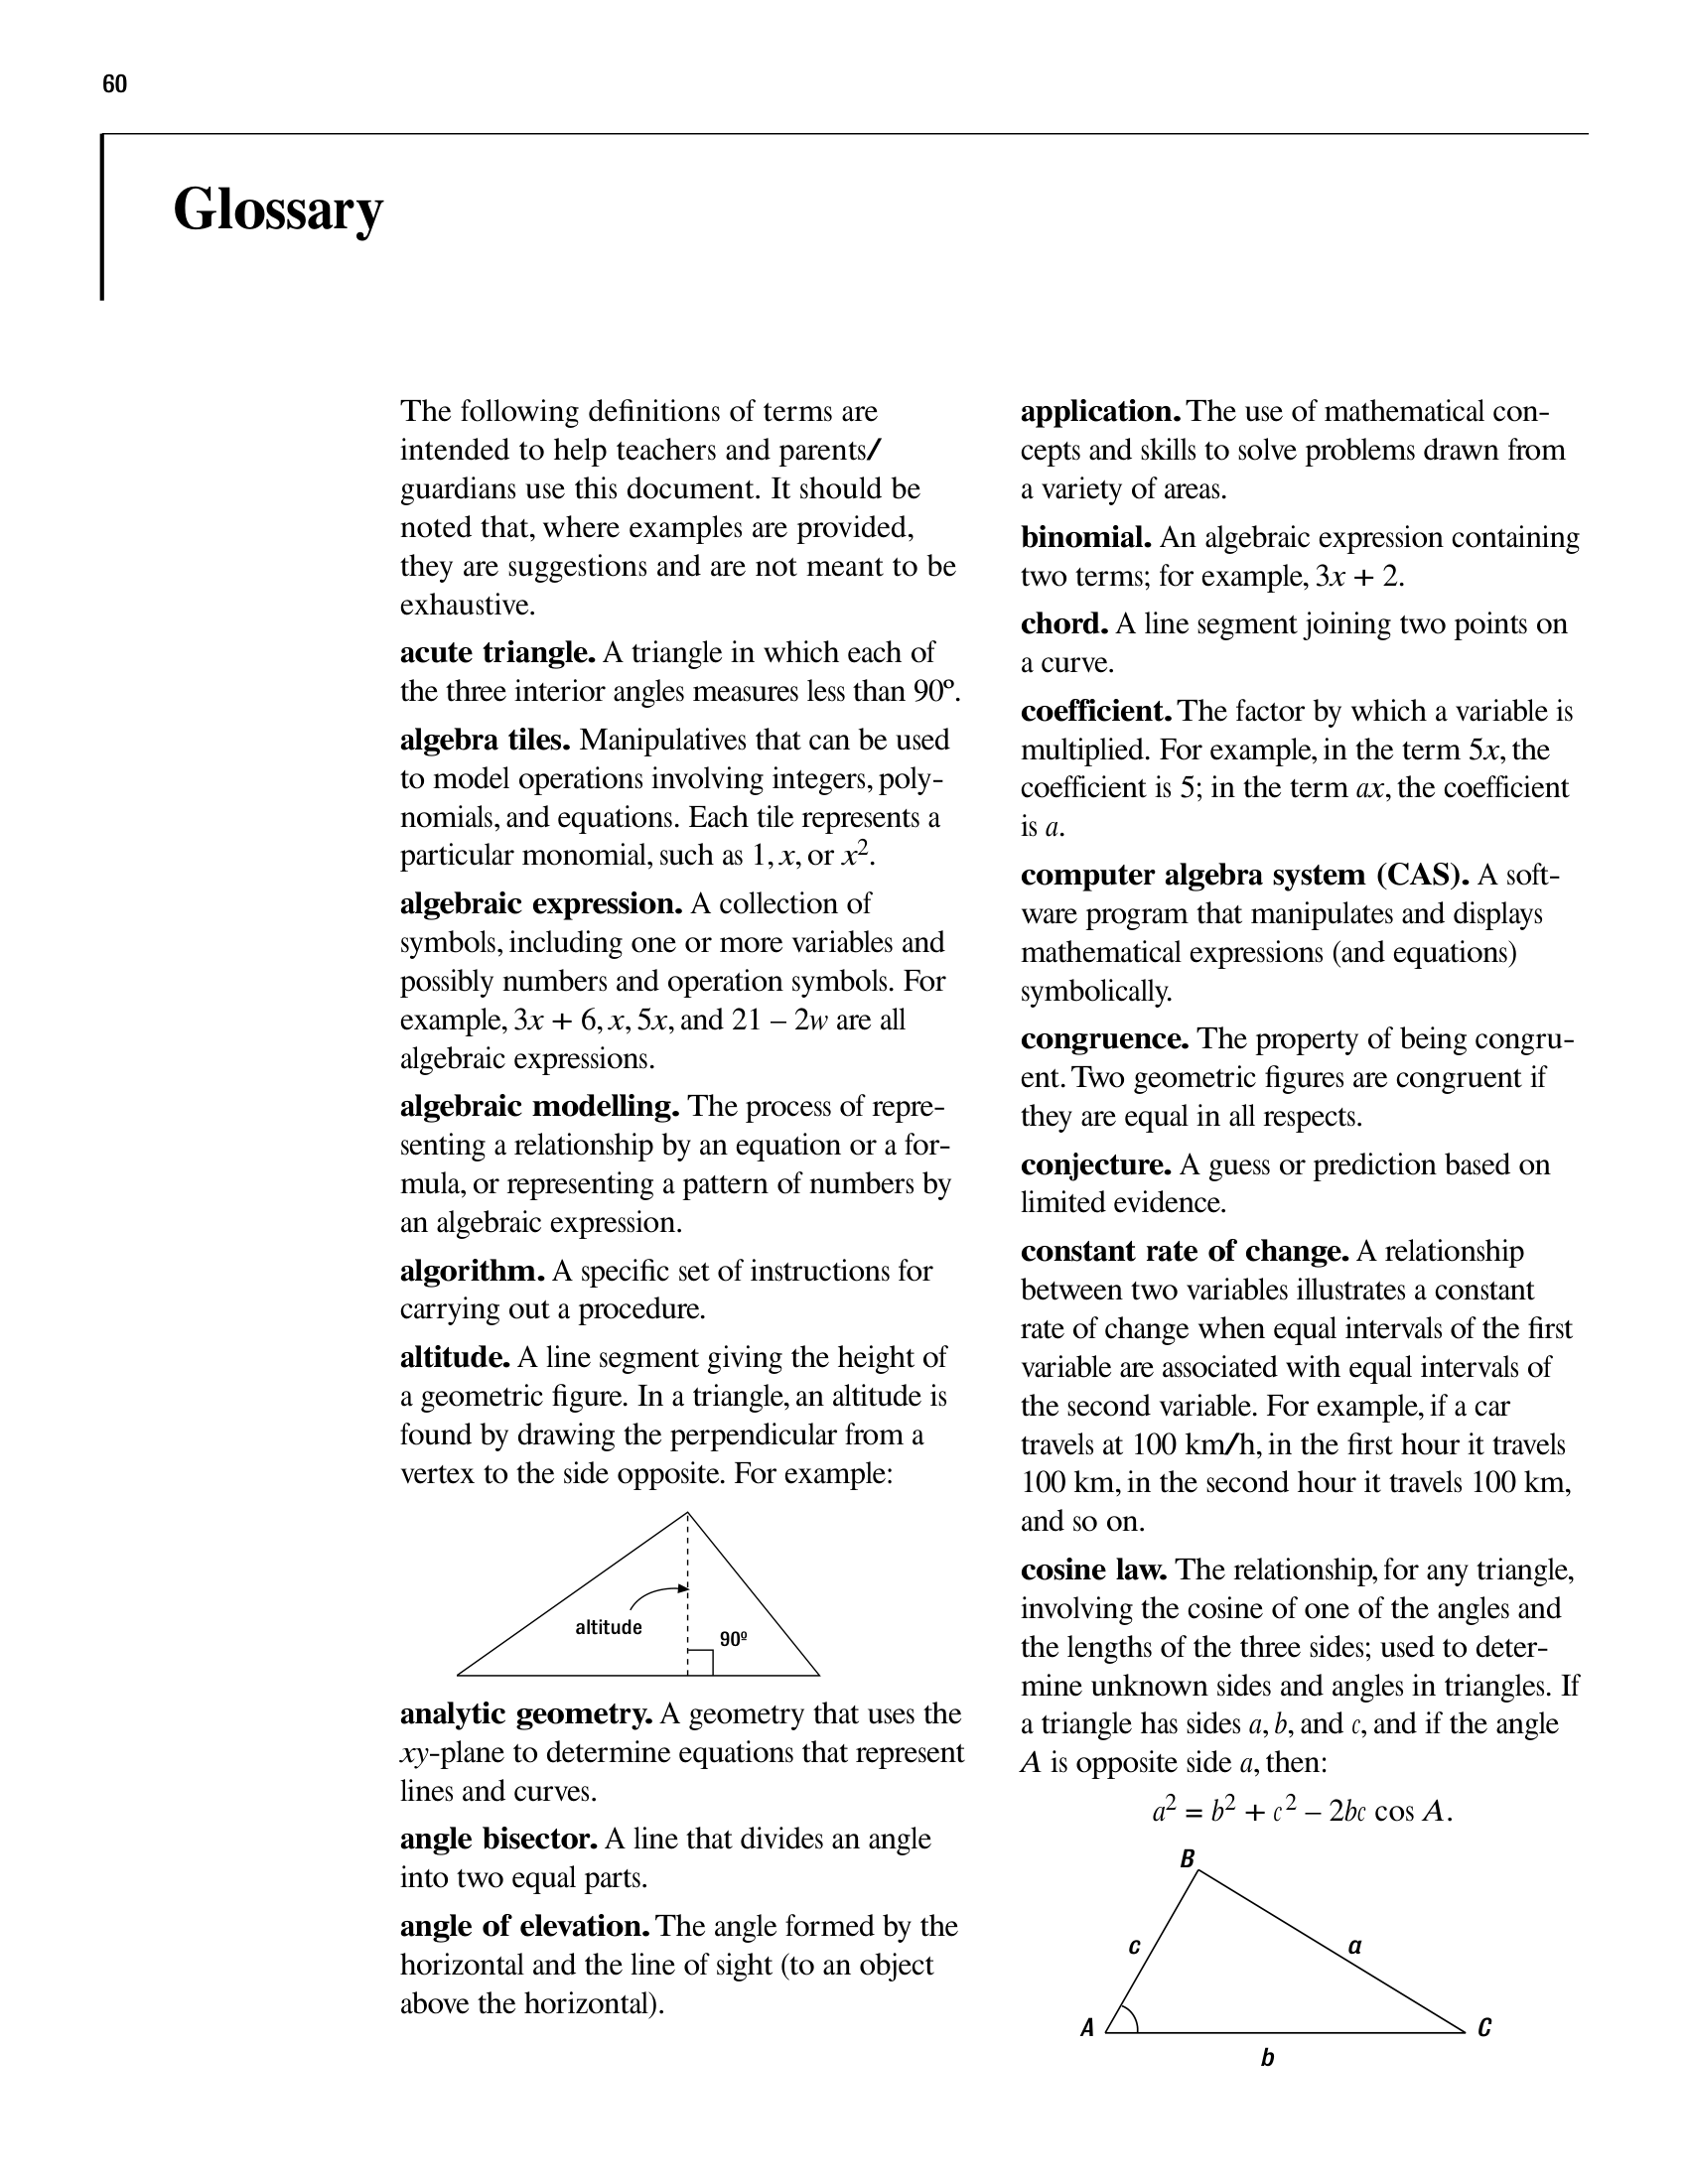 60
Glossary
The following definitions of terms are
intended to help teachers and parents/
guardians use this document. It should be
noted that, where examples are provided,
they are suggestions and are not meant to be
exhaustive.
acute triangle. A triangle in which each of
the three interior angles measures less than 90º.
algebra tiles. Manipulatives that can be used
to model operations involving integers, poly-
nomials, and equations. Each tile represents a
particular monomial, such as 1, x, or x².
algebraic expression. A collection of
symbols, including one or more variables and
possibly numbers and operation symbols. For
example, 3x + 6, x, 5x, and 21 – 2w are all
algebraic expressions.
algebraic modelling. The process of repre-
senting a relationship by an equation or a for-
mula, or representing a pattern of numbers by
an algebraic expression.
algorithm. A specific set of instructions for
carrying out a procedure.
altitude. A line segment giving the height of
a geometric figure. In a triangle, an altitude is
found by drawing the perpendicular from a
vertex to the side opposite. For example:
altitude
90º
analytic geometry. A geometry that uses the
xy-plane to determine equations that represent
lines and curves.
angle bisector. A line that divides an angle
into two equal parts.
angle of elevation. The angle formed by the
horizontal and the line of sight (to an object
above the horizontal).
application. The use of mathematical con-
cepts and skills to solve problems drawn from
a variety of areas.
binomial. An algebraic expression containing
two terms; for example, 3x + 2.
chord. A line segment joining two points on
a curve.
coefficient. The factor by which a variable is
multiplied. For example, in the term 5x, the
coefficient is 5; in the term ax, the coefficient
is a.
computer algebra system (CAS). A soft-
ware program that manipulates and displays
mathematical expressions (and equations)
symbolically.
congruence. The property of being congru-
ent. Two geometric figures are congruent if
they are equal in all respects.
conjecture. A guess or prediction based on
limited evidence.
constant rate of change. A relationship
between two variables illustrates a constant
rate of change when equal intervals of the first
variable are associated with equal intervals of
the second variable. For example, if a car
travels at 100 km/h, in the first hour it travels
100 km, in the second hour it travels 100 km,
and so on.
cosine law. The relationship, for any triangle,
involving the cosine of one of the angles and
the lengths of the three sides; used to deter-
mine unknown sides and angles in triangles. If
a triangle has sides a, b, and c, and if the angle
A is opposite side a, then:
a² = b² + c² – 2bc cos A.
B
c
a
A
C
b